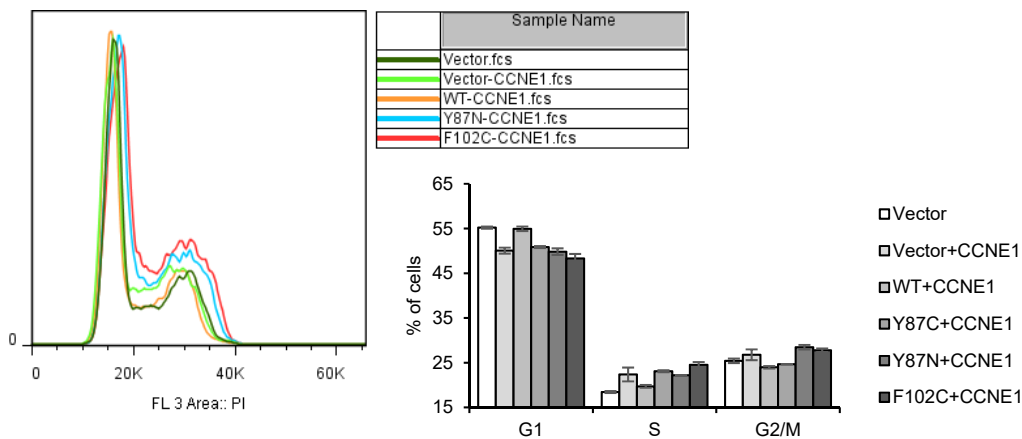 Sample Name
Vector.fcs
Vector-CCNE1.fcs
WT-CCNE1.fcs
Y87N-CCNE1.fcs
F102C-CCNE1.fcs
0
0 20K 40K 60K
FL 3 Area:: PI
% of cells
65
55
45
35
25
15
G1 S G2/M
Vector
Vector+CCNE1
WT+CCNE1
Y87C+CCNE1
Y87N+CCNE1
F102C+CCNE1